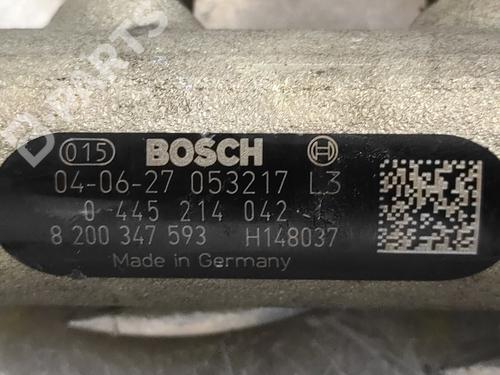 D-PARTS
015 BOSCH
04-06-27 053217 L3
0 445 214 042
8 200 347 593 H148037
Made in Germany